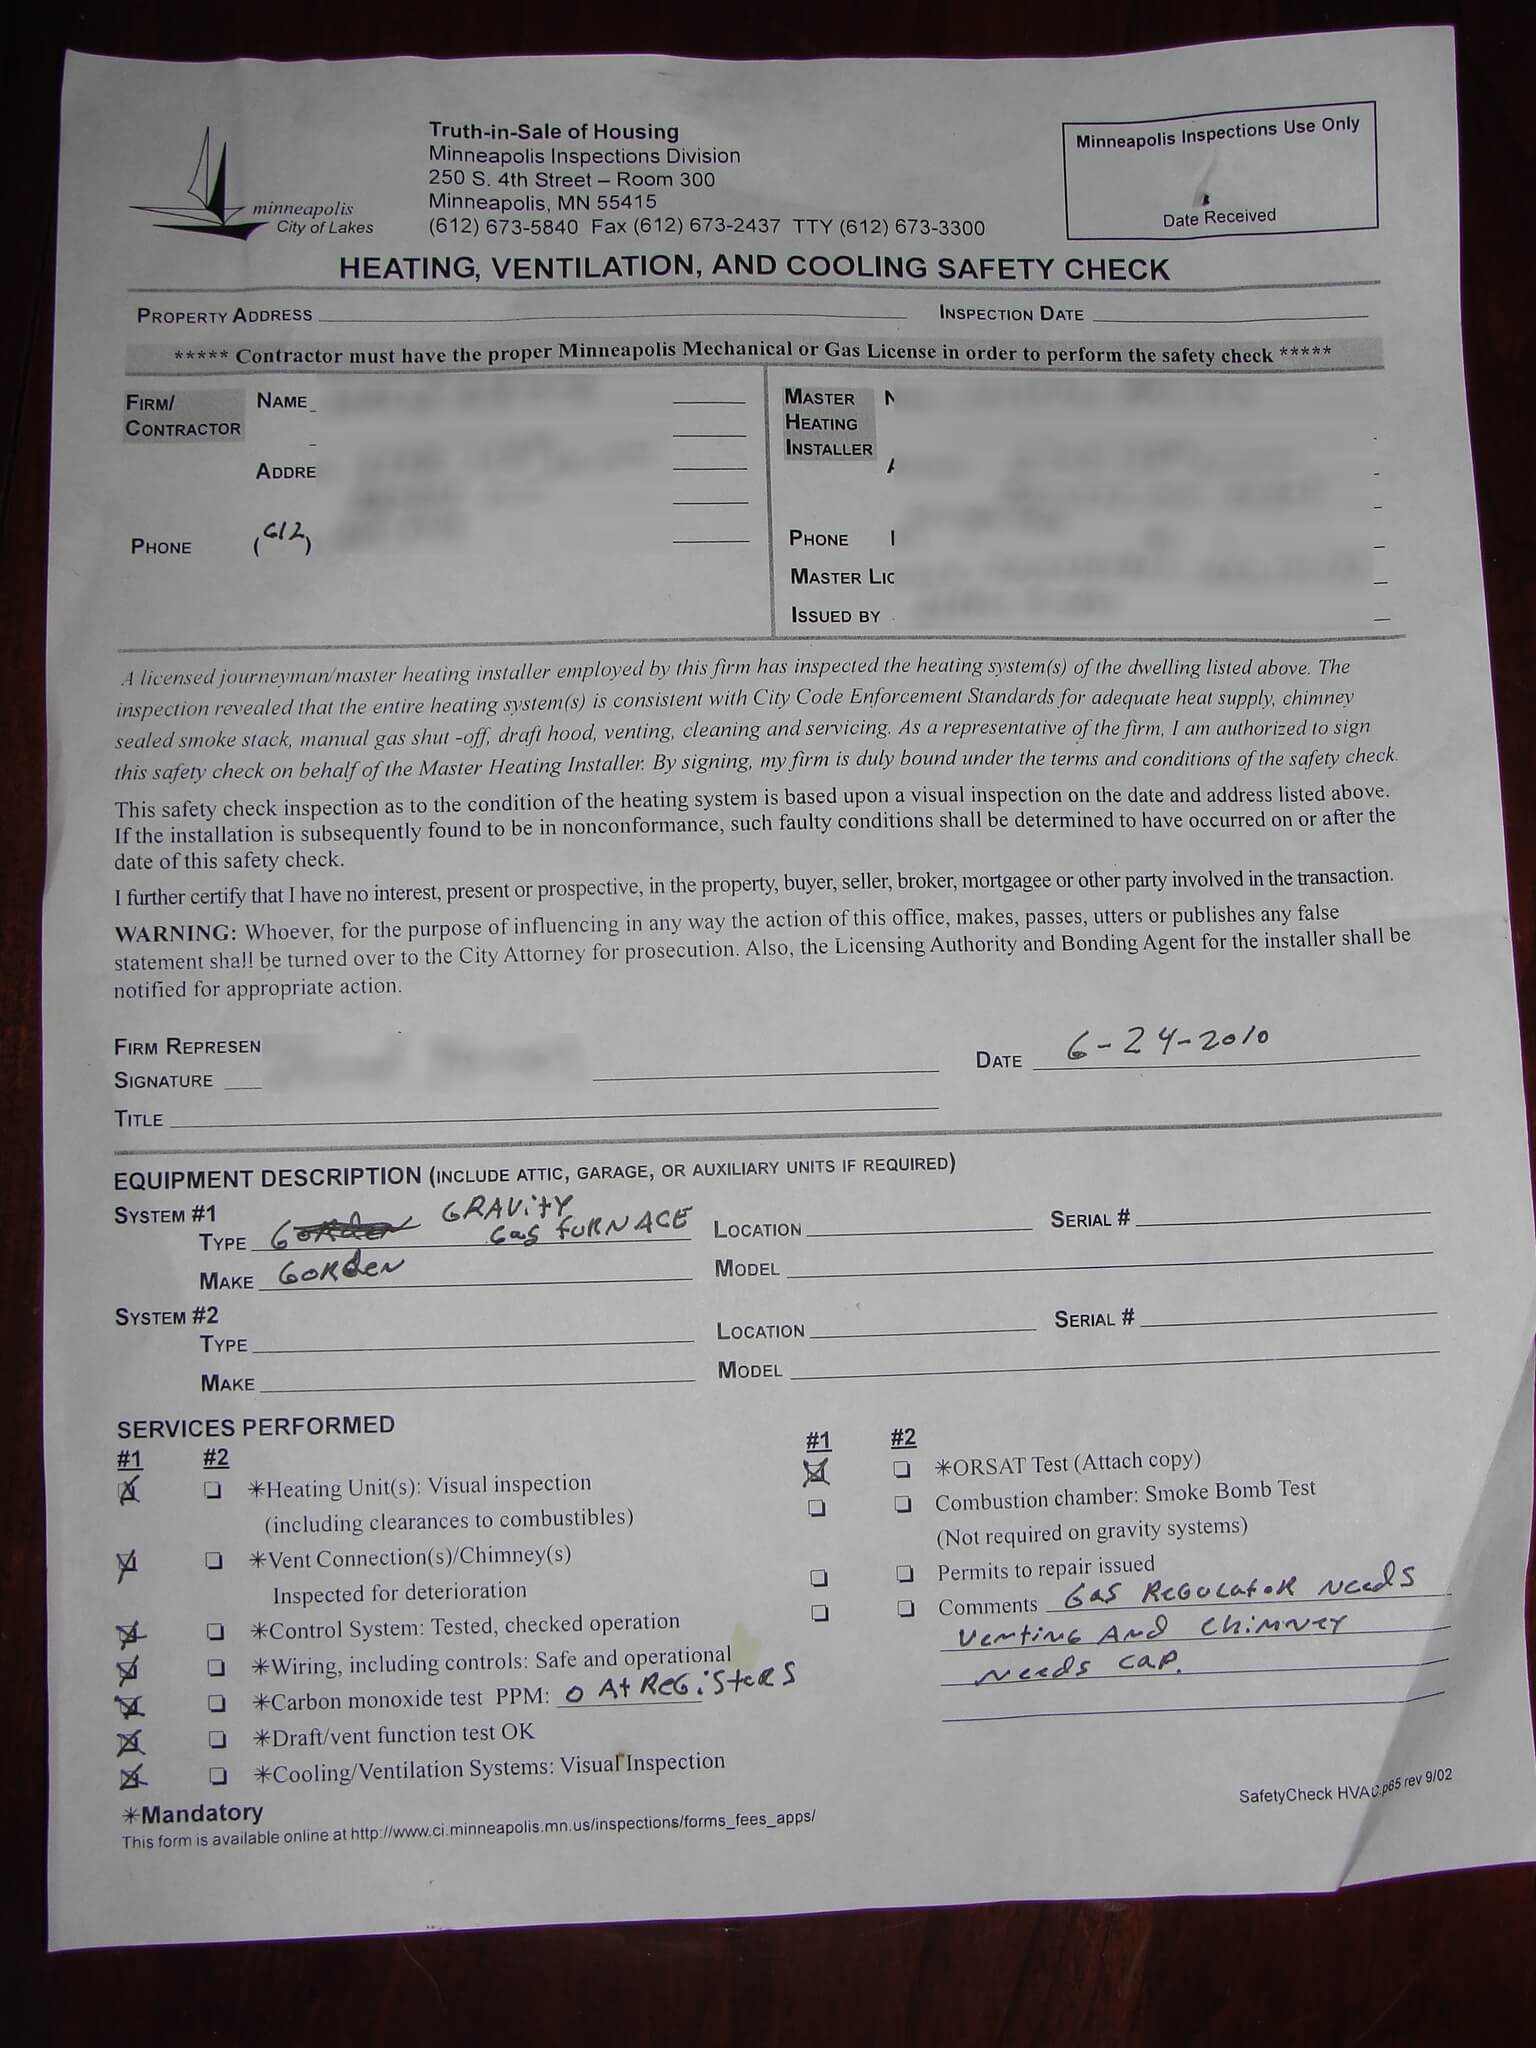 minneapolis
City of Lakes
Truth-in-Sale of Housing
Minneapolis Inspections Division
250 S. 4th Street – Room 300
Minneapolis, MN 55415
(612) 673-5840 Fax (612) 673-2437 TTY (612) 673-3300
Minneapolis Inspections Use Only
Date Received
HEATING, VENTILATION, AND COOLING SAFETY CHECK
PROPERTY ADDRESS
INSPECTION DATE
***** Contractor must have the proper Minneapolis Mechanical or Gas License in order to perform the safety check *****
FIRM/
CONTRACTOR
NAME
ADDRE
PHONE (612)
MASTER
HEATING
INSTALLER
PHONE
MASTER LIC
ISSUED BY
A licensed journeyman/master heating installer employed by this firm has inspected the heating system(s) of the dwelling listed above. The
inspection revealed that the entire heating system(s) is consistent with City Code Enforcement Standards for adequate heat supply, chimney
sealed smoke stack, manual gas shut -off, draft hood, venting, cleaning and servicing. As a representative of the firm, I am authorized to sign
this safety check on behalf of the Master Heating Installer. By signing, my firm is duly bound under the terms and conditions of the safety check.
This safety check inspection as to the condition of the heating system is based upon a visual inspection on the date and address listed above.
If the installation is subsequently found to be in nonconformance, such faulty conditions shall be determined to have occurred on or after the
date of this safety check.
I further certify that I have no interest, present or prospective, in the property, buyer, seller, broker, mortgagee or other party involved in the transaction.
WARNING: Whoever, for the purpose of influencing in any way the action of this office, makes, passes, utters or publishes any false
statement shall be turned over to the City Attorney for prosecution. Also, the Licensing Authority and Bonding Agent for the installer shall be
notified for appropriate action.
FIRM REPRESEN
SIGNATURE
DATE 6-24-2010
TITLE
EQUIPMENT DESCRIPTION (INCLUDE ATTIC, GARAGE, OR AUXILIARY UNITS IF REQUIRED)
SYSTEM #1
TYPE Gorden GRAVity
Gas FURNACE
LOCATION
SERIAL #
MAKE GORden
MODEL
SYSTEM #2
TYPE
LOCATION
SERIAL #
MAKE
MODEL
SERVICES PERFORMED
#1 #2
*Heating Unit(s): Visual inspection
(including clearances to combustibles)
*Vent Connection(s)/Chimney(s)
Inspected for deterioration
*Control System: Tested, checked operation
*Wiring, including controls: Safe and operational
*Carbon monoxide test PPM: 0 At REGiSteRS
*Draft/vent function test OK
*Cooling/Ventilation Systems: Visual Inspection
#1 #2
*ORSAT Test (Attach copy)
Combustion chamber: Smoke Bomb Test
(Not required on gravity systems)
Permits to repair issued
Comments Gas REGULatoR Needs
Venting AND Chimney
Needs CaP.
*Mandatory
This form is available online at http://www.ci.minneapolis.mn.us/inspections/forms_fees_apps/
SafetyCheck HVAC.p65 rev 9/02